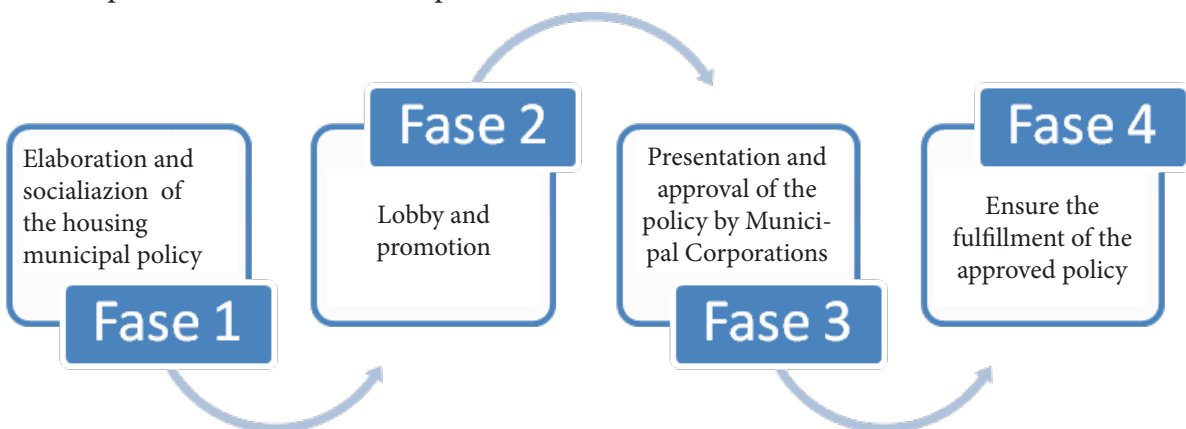 Elaboration and
socialiazion of
the housing
municipal policy
Fase 1
Fase 2
Lobby and
promotion
Presentation and
approval of the
policy by Munici-
pal Corporations
Fase 3
Fase 4
Ensure the
fulfillment of the
approved policy